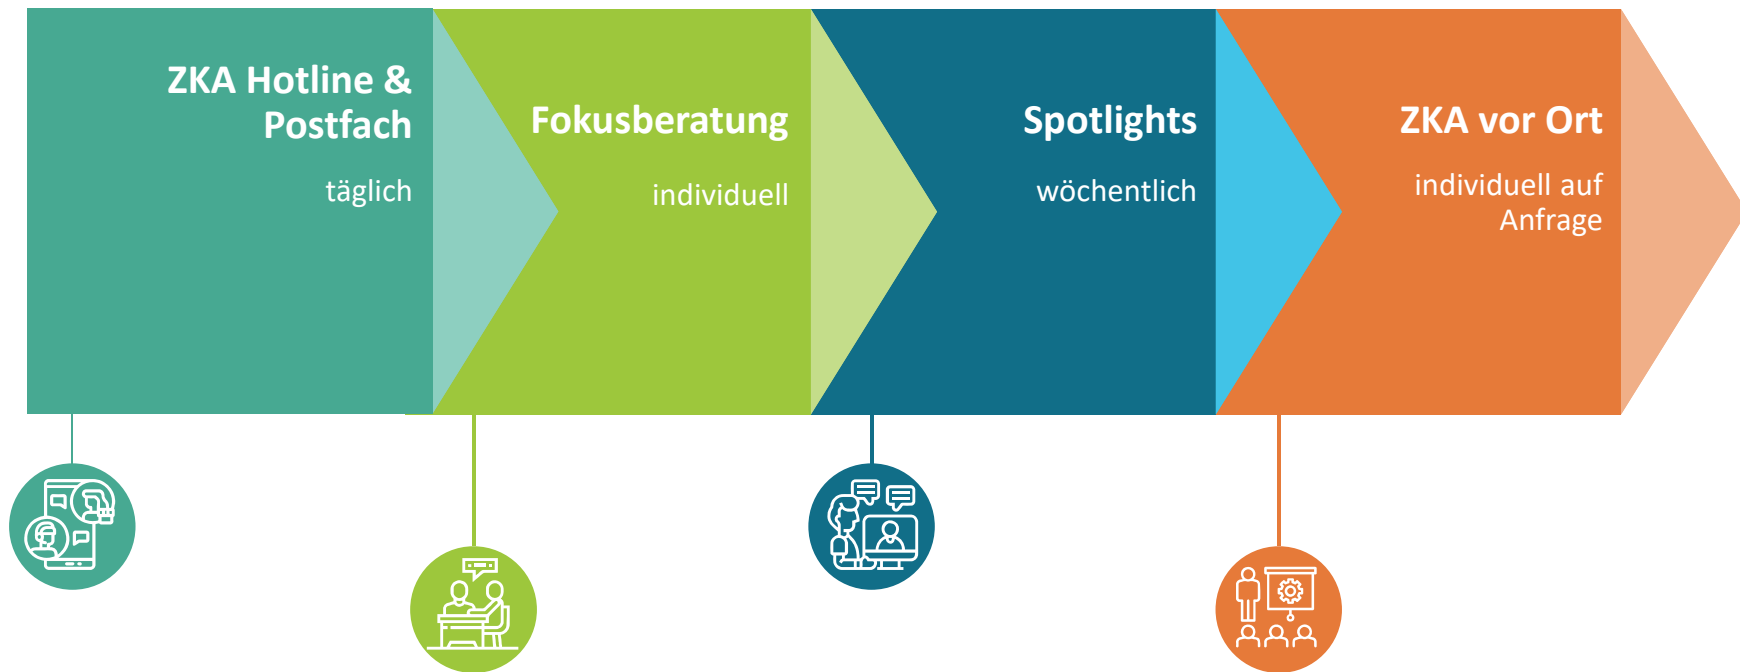 ZKA Hotline &
Postfach
täglich
Fokusberatung
individuell
Spotlights
wöchentlich
ZKA vor Ort
individuell auf
Anfrage